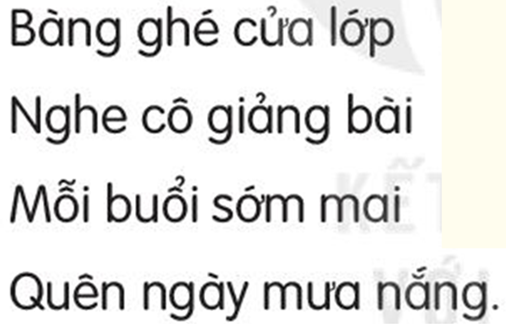 Bàng ghé cửa lớp
Nghe cô giảng bài
Mỗi buổi sớm mai
Quên ngày mưa nắng.